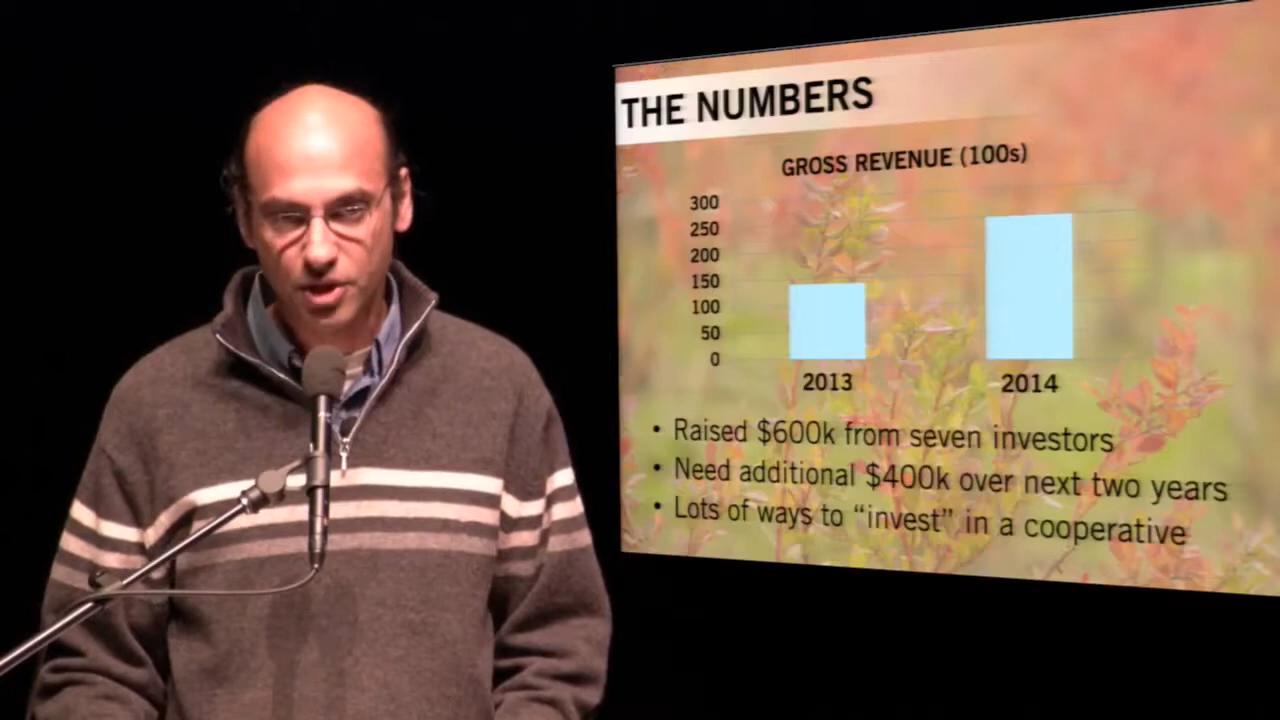 THE NUMBERS
GROSS REVENUE (100s)
300
250
200
150
100
50
0
2013
2014
• Raised $600k from seven investors
• Need additional $400k over next two years
• Lots of ways to “invest” in a cooperative